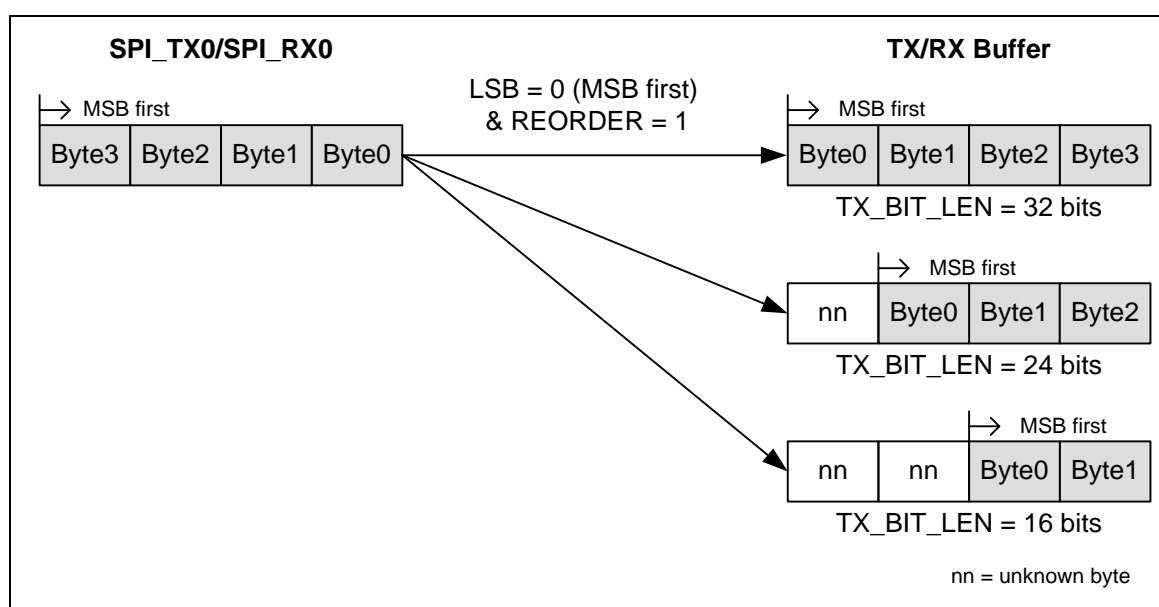 SPI_TX0/SPI_RX0
MSB first
Byte3 Byte2 Byte1 Byte0
LSB = 0 (MSB first)
& REORDER = 1
TX/RX Buffer
MSB first
Byte0 Byte1 Byte2 Byte3
TX_BIT_LEN = 32 bits
MSB first
nn Byte0 Byte1 Byte2
TX_BIT_LEN = 24 bits
MSB first
nn nn Byte0 Byte1
TX_BIT_LEN = 16 bits
nn = unknown byte